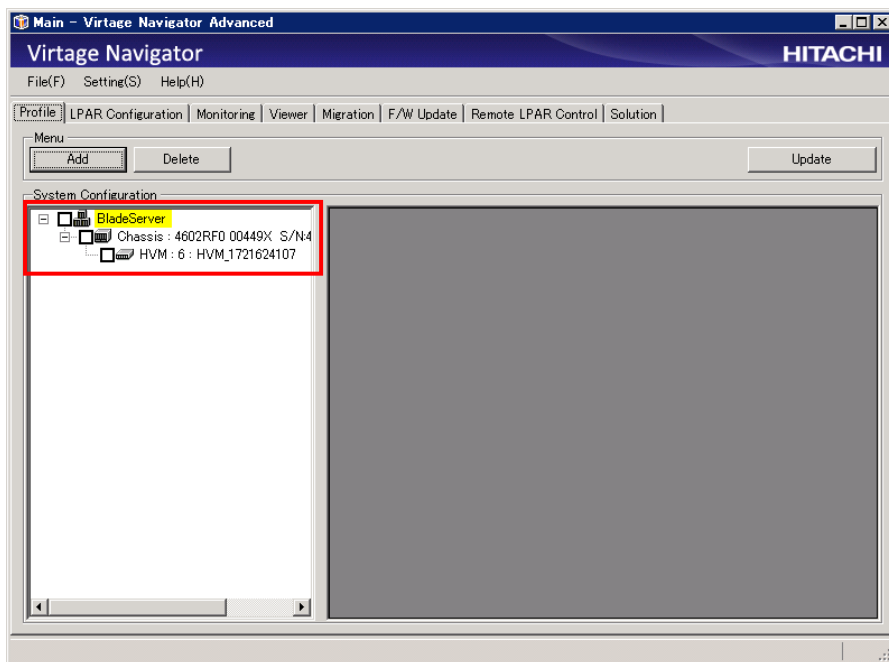 Main - Virtage Navigator Advanced
Virtage Navigator
HITACHI
File(F) Setting(S) Help(H)
Profile LPAR Configuration Monitoring Viewer Migration F/W Update Remote LPAR Control Solution
Menu
Add Delete Update
System Configuration
BladeServer
Chassis : 4602RF0 00449X S/N:4
HVM : 6 : HVM_1721624107